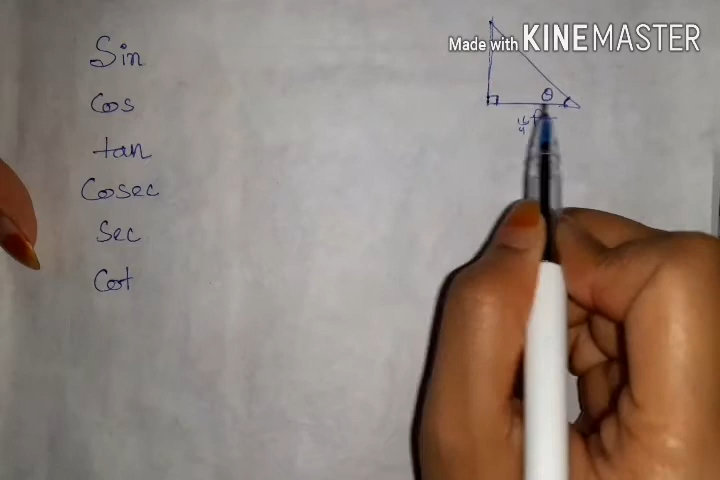 Made with KINEMASTER
Sin
Cos
tan
Cosec
Sec
Cot
θ